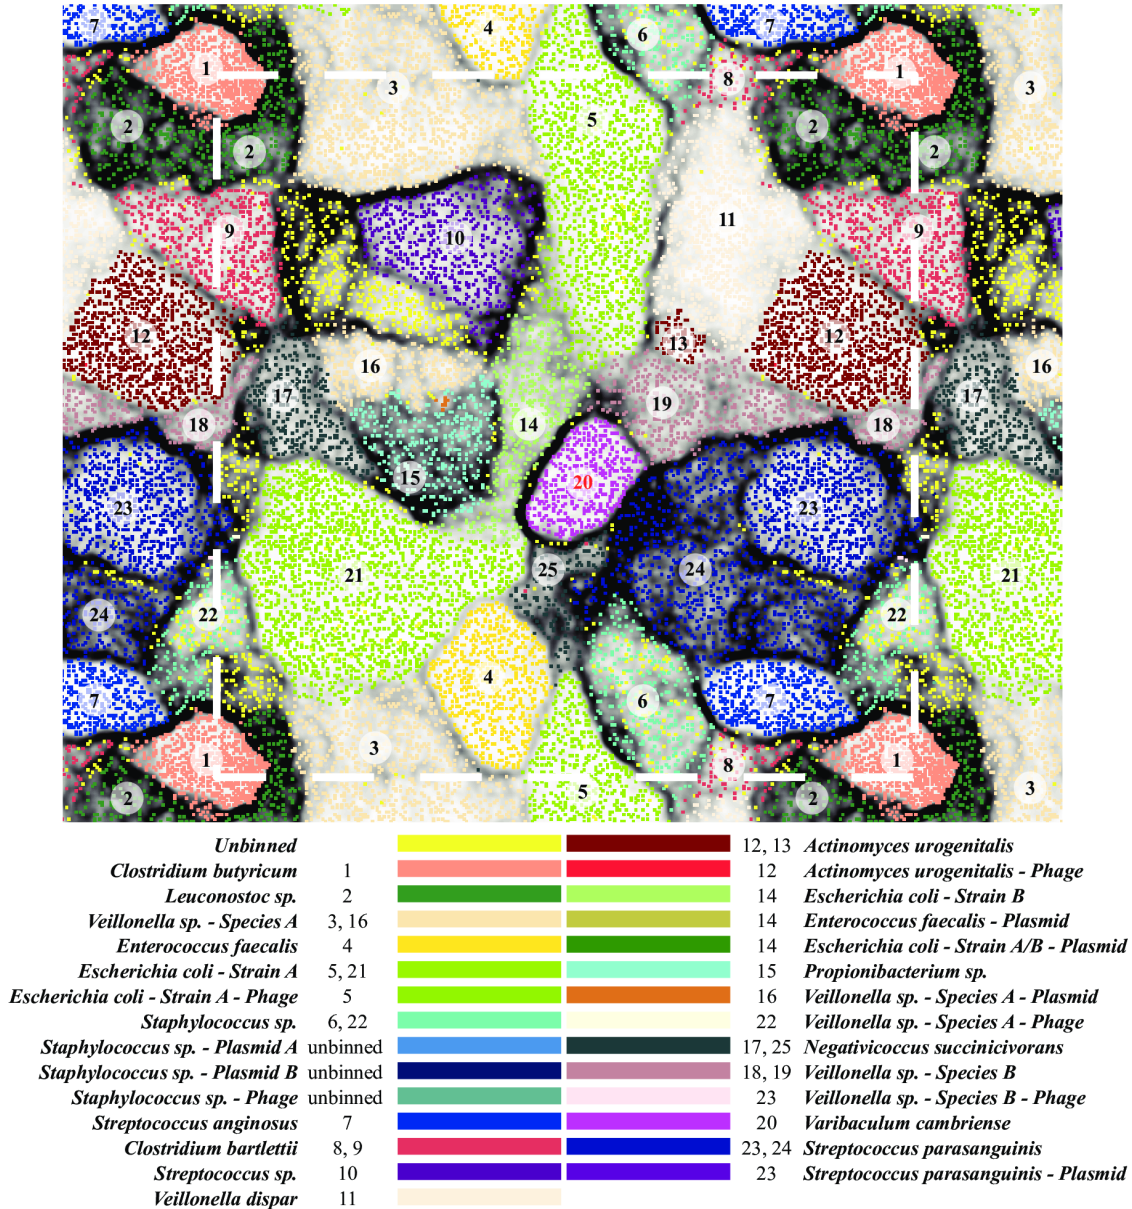 7 4 6 7
1 3 8 1 3
2 2 5 2 2
9 10 11 9
12 16 13 12 16
17 14 19 17
18 15 20 18
23 23
21 25 24 21
24 22 22
7 4 6 7
1 3 8 1 3
2 5 2
Unbinned 12, 13 Actinomyces urogenitalis
Clostridium butyricum 1 12 Actinomyces urogenitalis - Phage
Leuconostoc sp. 2 14 Escherichia coli - Strain B
Veillonella sp. - Species A 3, 16 14 Enterococcus faecalis - Plasmid
Enterococcus faecalis 4 14 Escherichia coli - Strain A/B - Plasmid
Escherichia coli - Strain A 5, 21 15 Propionibacterium sp.
Escherichia coli - Strain A - Phage 5 16 Veillonella sp. - Species A - Plasmid
Staphylococcus sp. 6, 22 22 Veillonella sp. - Species A - Phage
Staphylococcus sp. - Plasmid A unbinned 17, 25 Negativicoccus succinicivorans
Staphylococcus sp. - Plasmid B unbinned 18, 19 Veillonella sp. - Species B
Staphylococcus sp. - Phage unbinned 23 Veillonella sp. - Species B - Phage
Streptococcus anginosus 7 20 Varibaculum cambriense
Clostridium bartlettii 8, 9 23, 24 Streptococcus parasanguinis
Streptococcus sp. 10 23 Streptococcus parasanguinis - Plasmid
Veillonella dispar 11